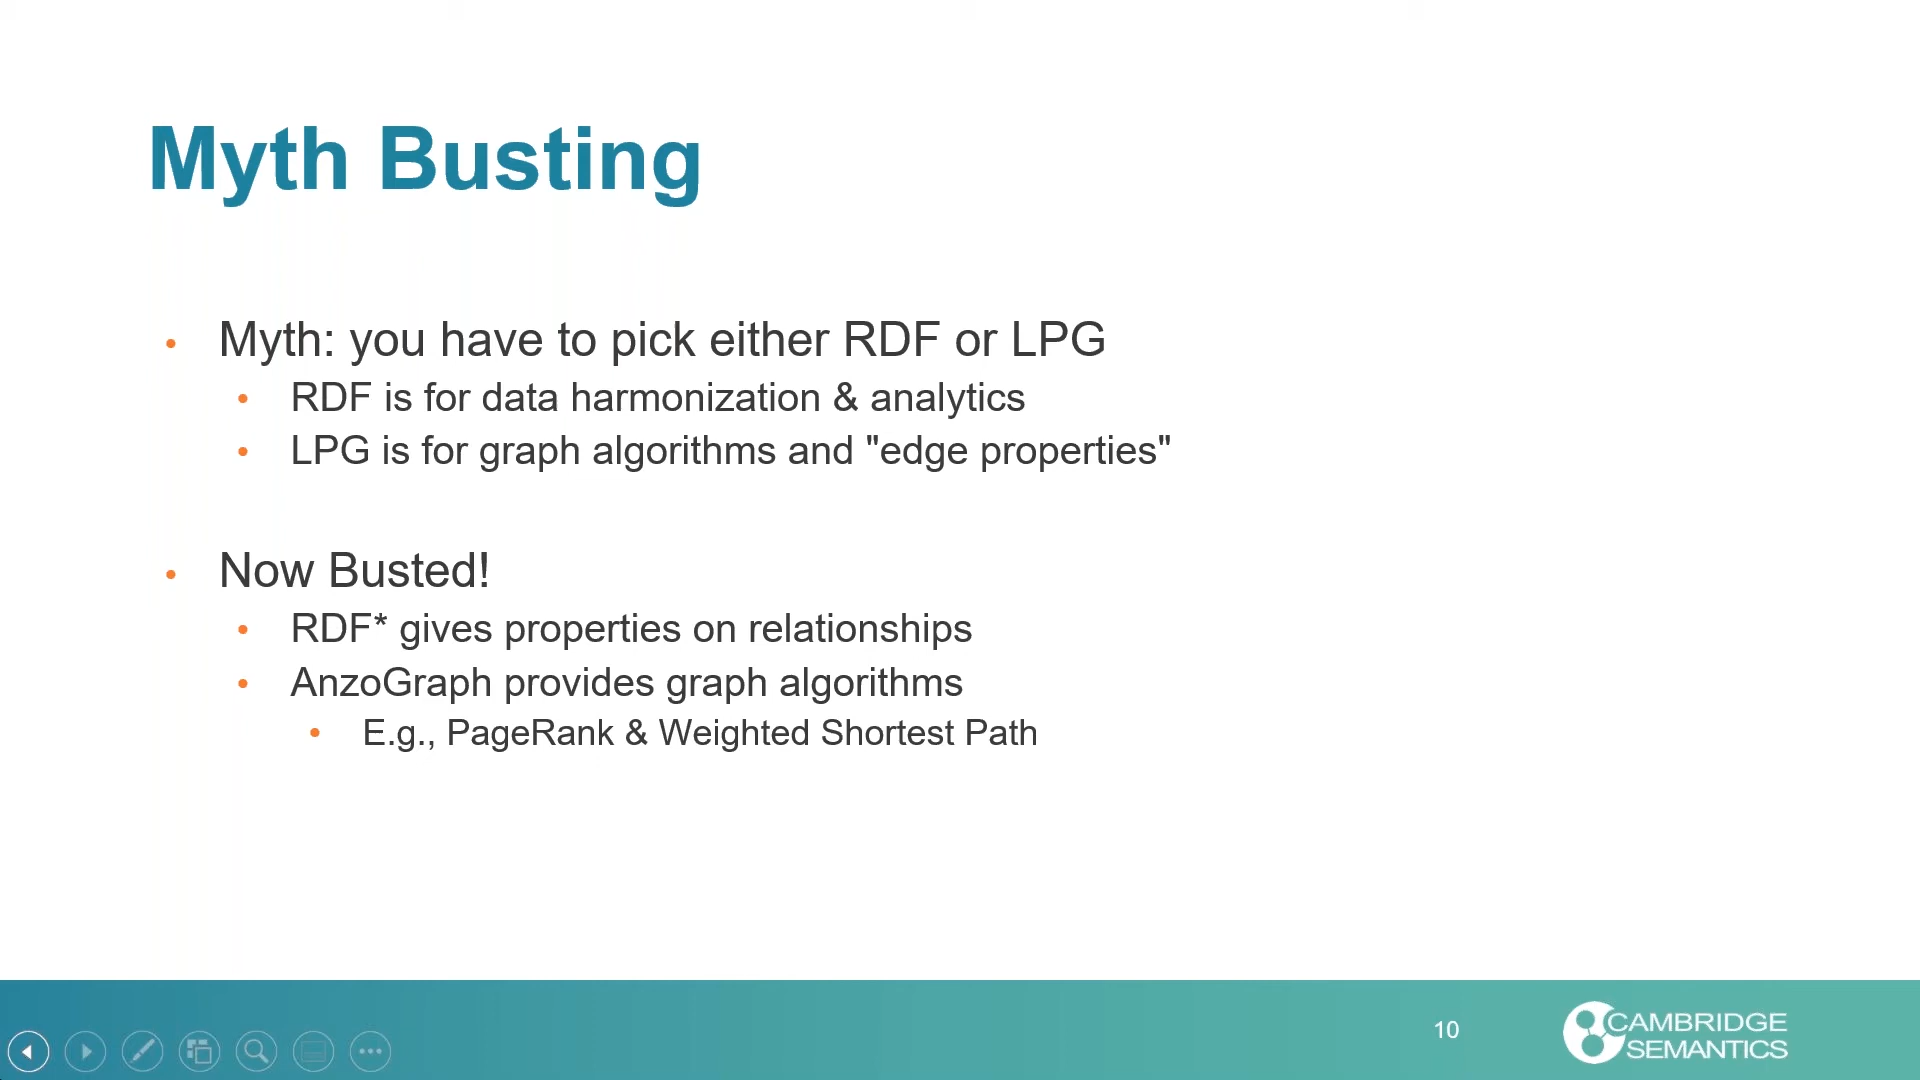 Myth Busting
Myth: you have to pick either RDF or LPG
RDF is for data harmonization & analytics
LPG is for graph algorithms and "edge properties"
Now Busted!
RDF* gives properties on relationships
AnzoGraph provides graph algorithms
E.g., PageRank & Weighted Shortest Path
10
CAMBRIDGE
SEMANTICS